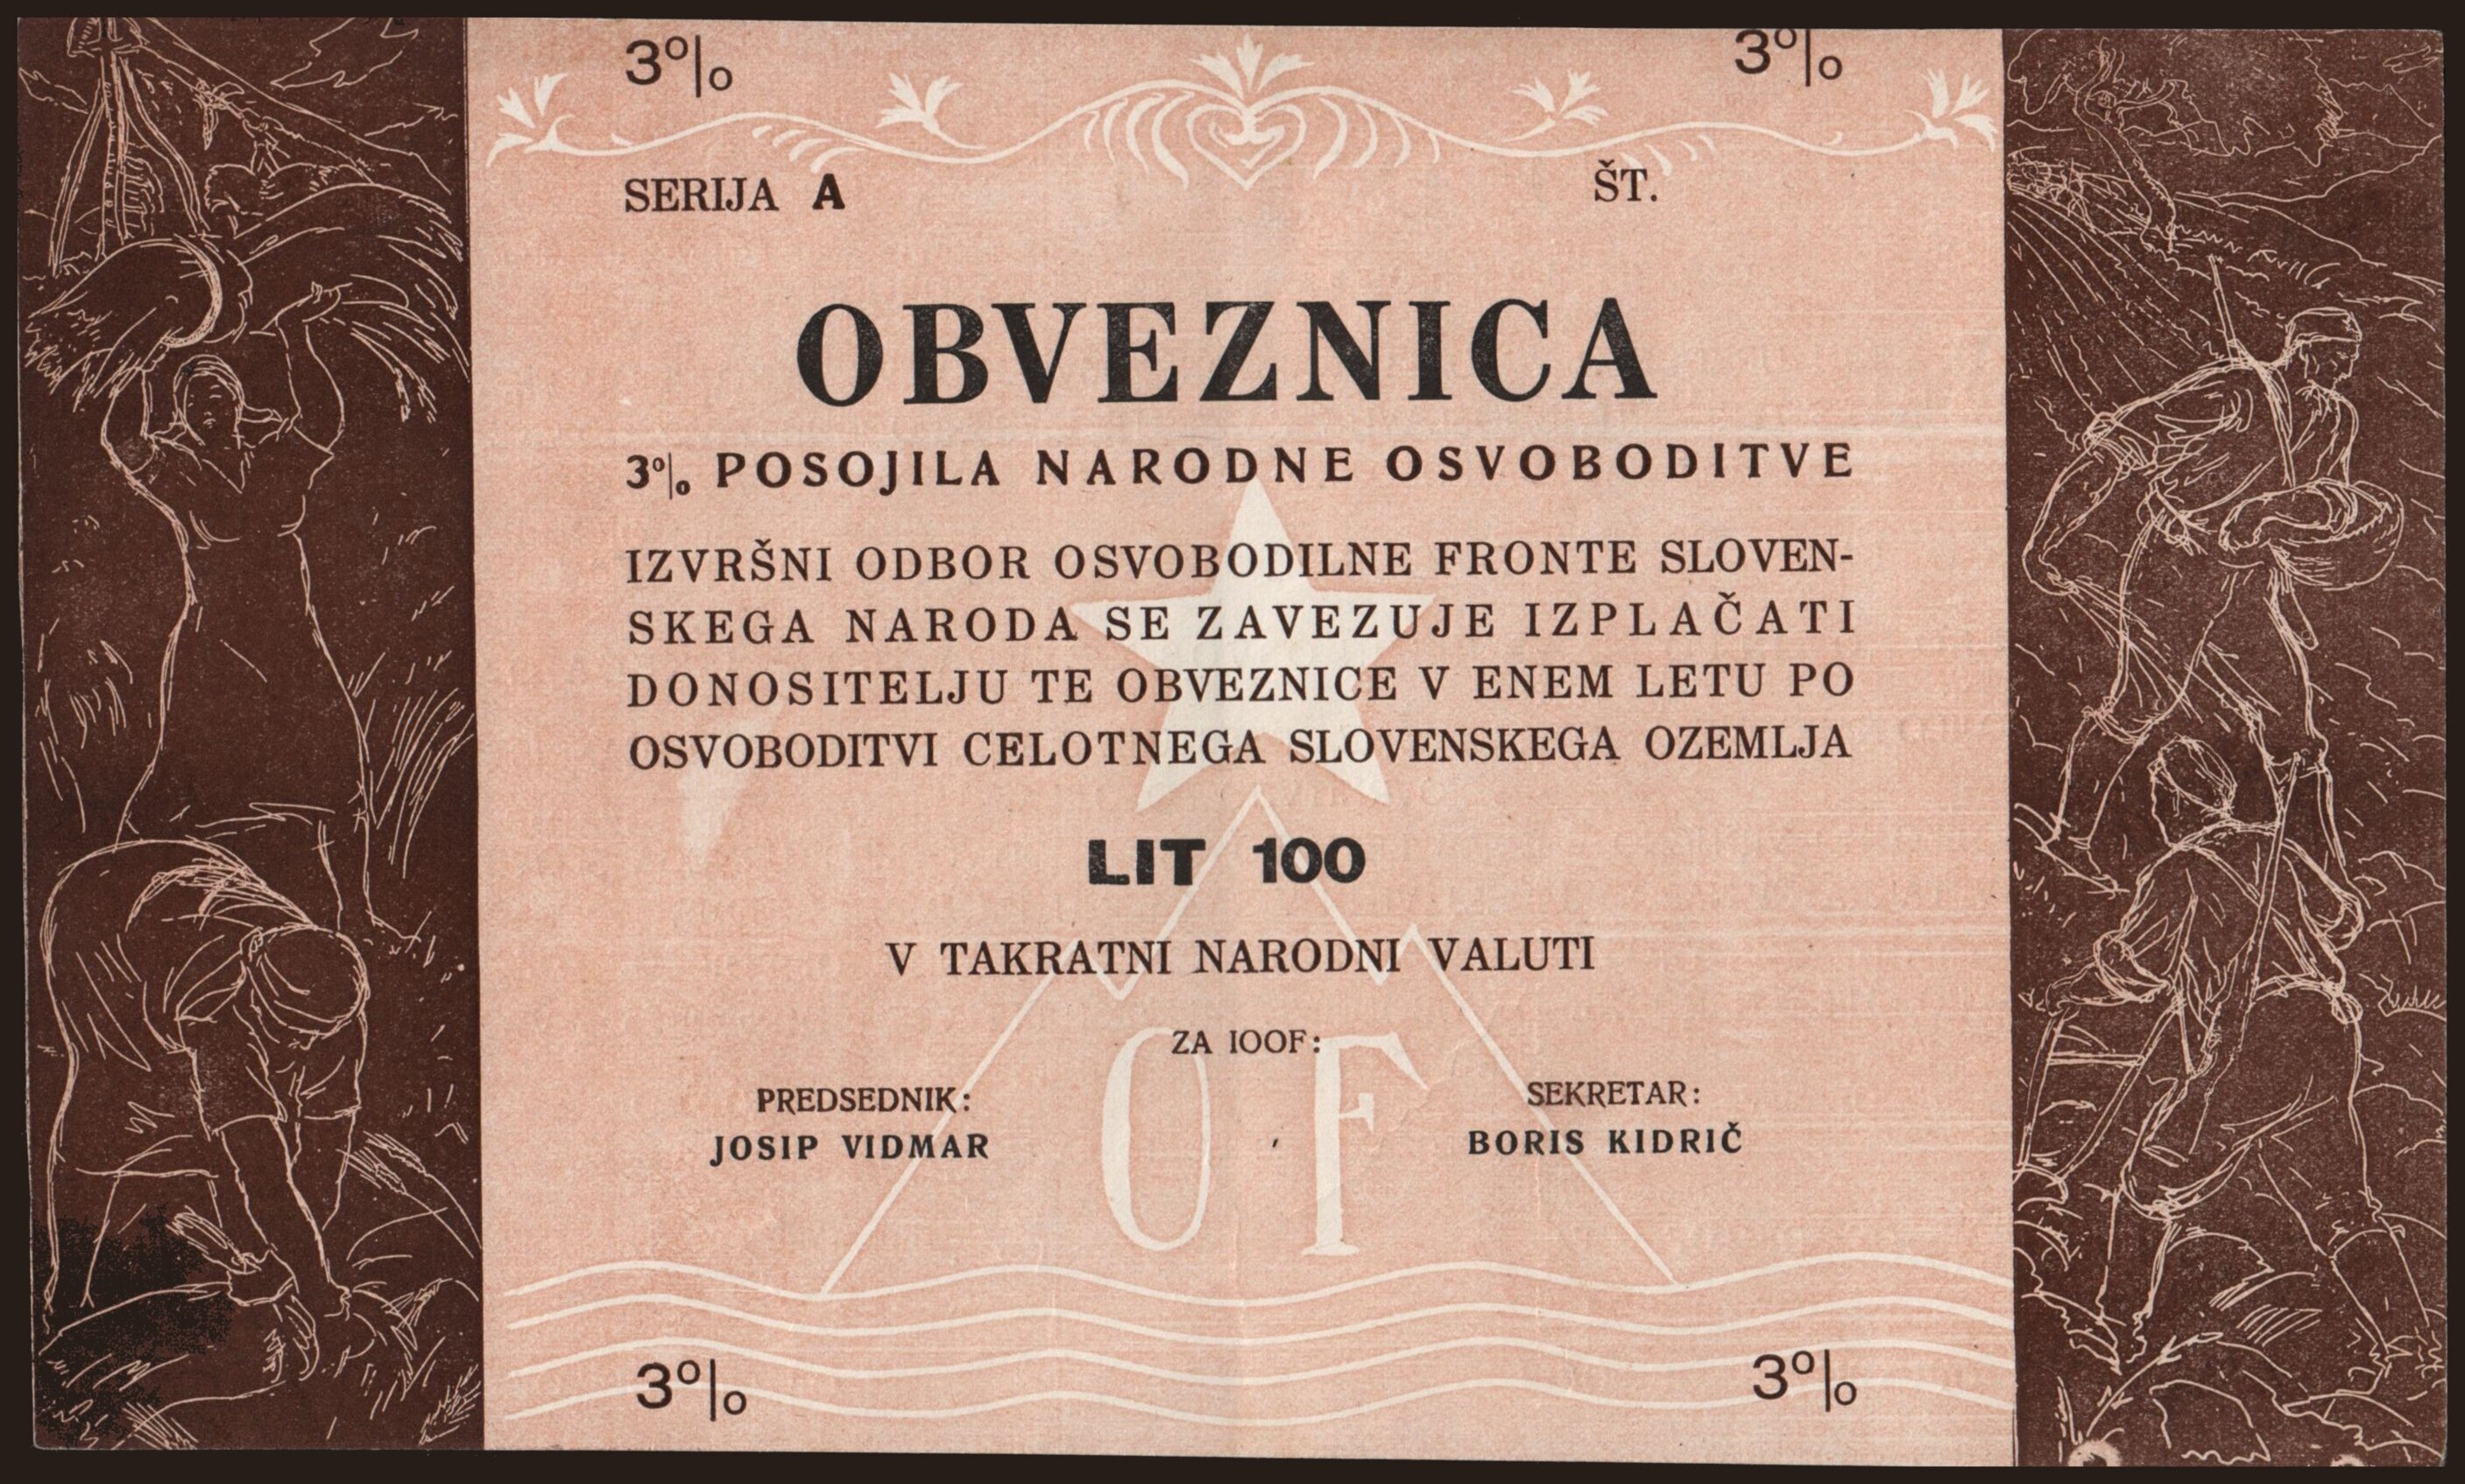 3% 3%
SERIJA A ŠT.
OBVEZNICA
3% POSOJILA NARODNE OSVOBODITVE
IZVRŠNI ODBOR OSVOBODILNE FRONTE SLOVEN-
SKEGA NARODA SE ZAVEZUJE IZPLAČATI
DONOSITELJU TE OBVEZNICE V ENEM LETU PO
OSVOBODITVI CELOTNEGA SLOVENSKEGA OZEMLJA
LIT 100
V TAKRATNI NARODNI VALUTI
ZA IOOF:
OF
PREDSEDNIK: SEKRETAR:
JOSIP VIDMAR BORIS KIDRIČ
3% 3%